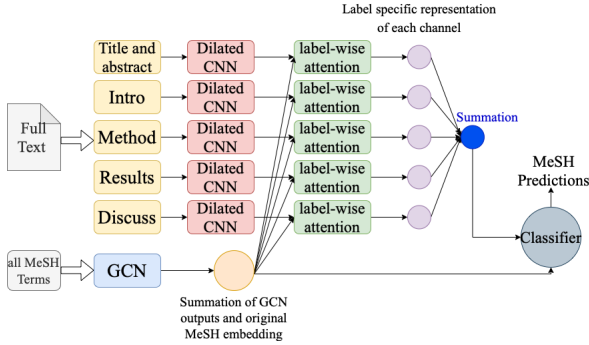 Label specific representation
of each channel
Title and
abstract
Dilated
CNN
label-wise
attention
Intro
Dilated
CNN
label-wise
attention
Summation
Full
Text
Method
Dilated
CNN
label-wise
attention
MeSH
Predictions
Results
Dilated
CNN
label-wise
attention
Discuss
Dilated
CNN
label-wise
attention
Classifier
all MeSH
Terms
GCN
Summation of GCN
outputs and original
MeSH embedding